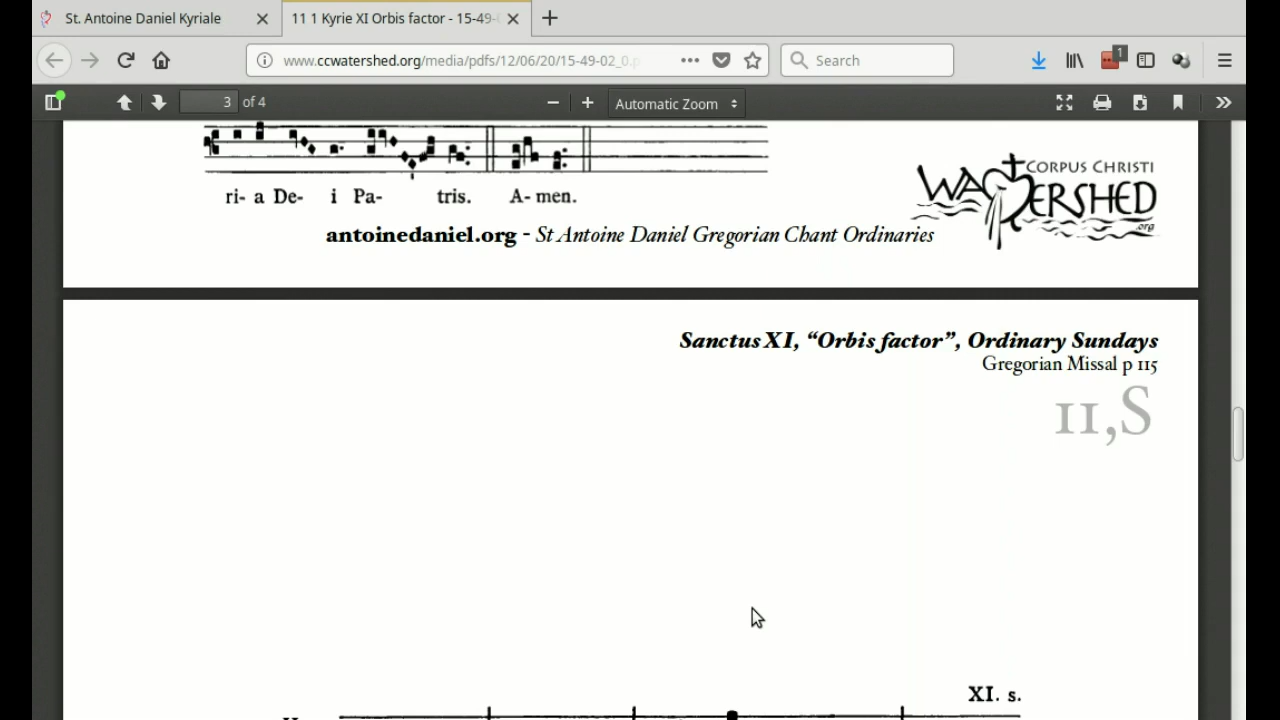 St. Antoine Daniel Kyriale
11 1 Kyrie XI Orbis factor - 15-49-
www.ccwatershed.org/media/pdfs/12/06/20/15-49-02_0.p
Search
1
3 of 4
Automatic Zoom
ri- a De- i Pa- tris. A- men.
CORPUS CHRISTI
WATERSHED
.org
antoinedaniel.org - St Antoine Daniel Gregorian Chant Ordinaries
Sanctus XI, “Orbis factor”, Ordinary Sundays
Gregorian Missal p 115
11,S
XI. s.